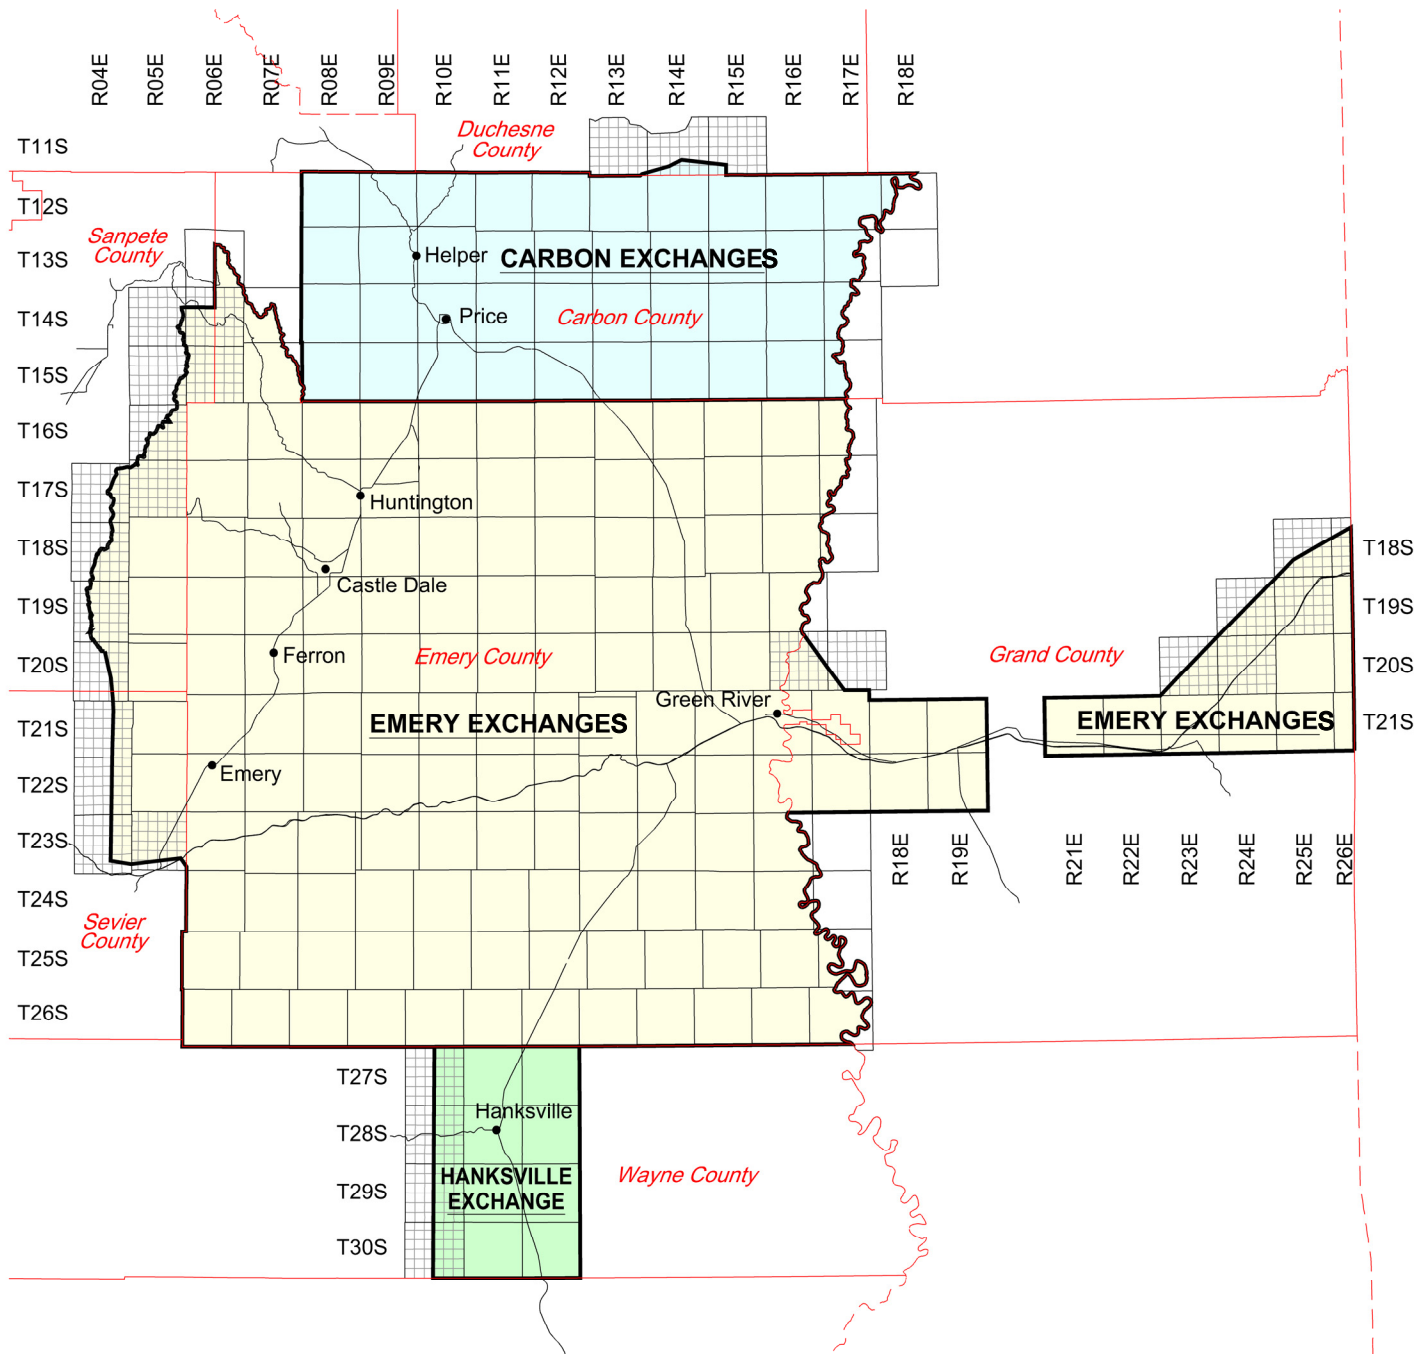 R04E
R05E
R06E
R07E
R08E
R09E
R10E
R11E
R12E
R13E
R14E
R15E
R16E
R17E
R18E
T11S
Duchesne
County
T12S
Sanpete
County
T13S
Helper
CARBON EXCHANGES
T14S
Price
Carbon County
T15S
T16S
T17S
Huntington
T18S
T18S
Castle Dale
T19S
T19S
T20S
Ferron
Emery County
Grand County
T20S
Green River
T21S
EMERY EXCHANGES
EMERY EXCHANGES
T21S
T22S
Emery
T23S
R18E
R19E
R21E
R22E
R23E
R24E
R25E
R26E
T24S
Sevier
County
T25S
T26S
T27S
Hanksville
T28S
T29S
HANKSVILLE
EXCHANGE
Wayne County
T30S